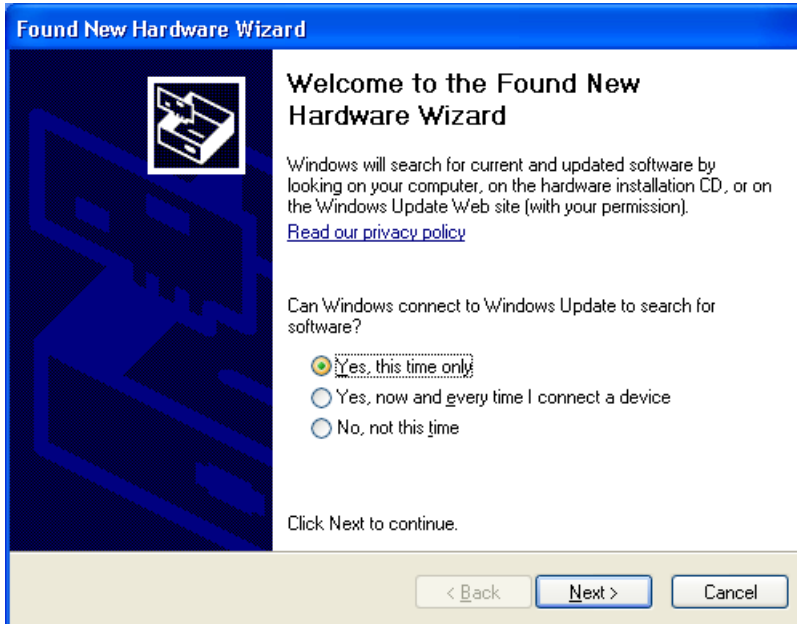 Found New Hardware Wizard
Welcome to the Found New
Hardware Wizard
Windows will search for current and updated software by
looking on your computer, on the hardware installation CD, or on
the Windows Update Web site (with your permission).
Read our privacy policy
Can Windows connect to Windows Update to search for
software?
Yes, this time only
Yes, now and every time I connect a device
No, not this time
Click Next to continue.
< Back Next > Cancel